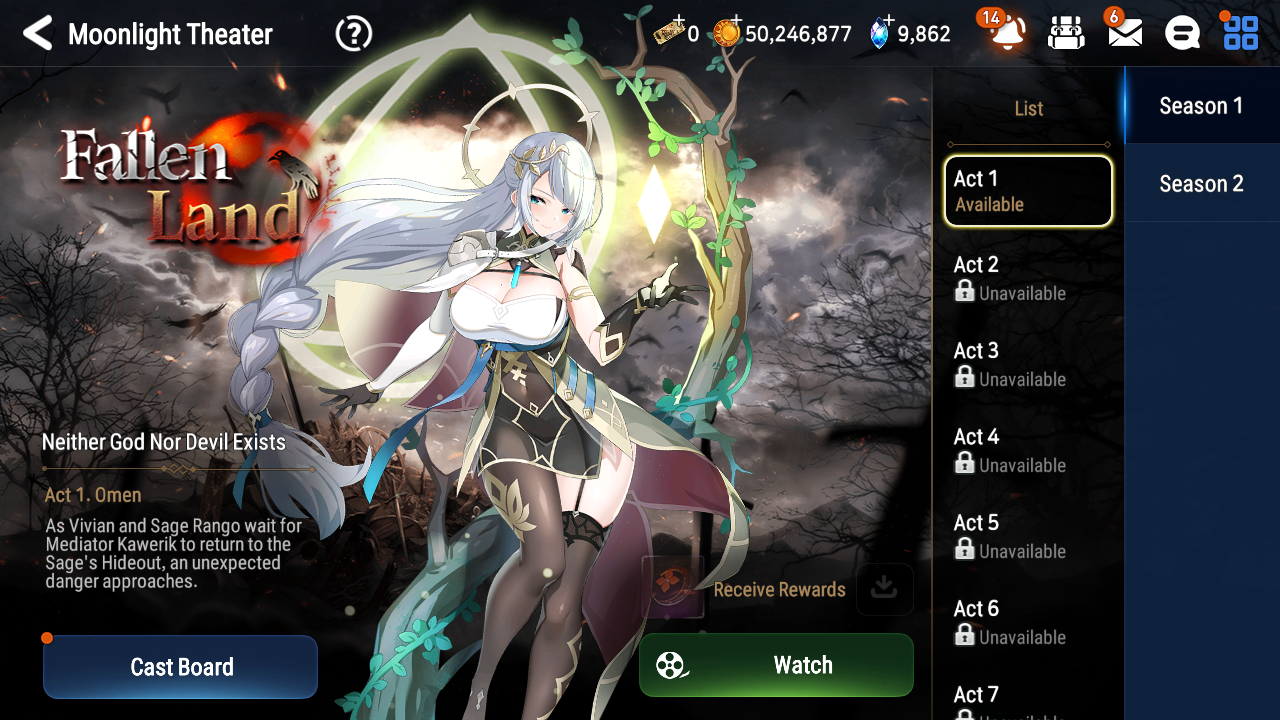 Moonlight Theater
?
0
50,246,877
9,862
14
6
Fallen
Land
Neither God Nor Devil Exists
Act 1. Omen
As Vivian and Sage Rango wait for
Mediator Kawerik to return to the
Sage's Hideout, an unexpected
danger approaches.
Cast Board
Receive Rewards
Watch
List
Act 1
Available
Act 2
Unavailable
Act 3
Unavailable
Act 4
Unavailable
Act 5
Unavailable
Act 6
Unavailable
Act 7
Unavailable
Season 1
Season 2